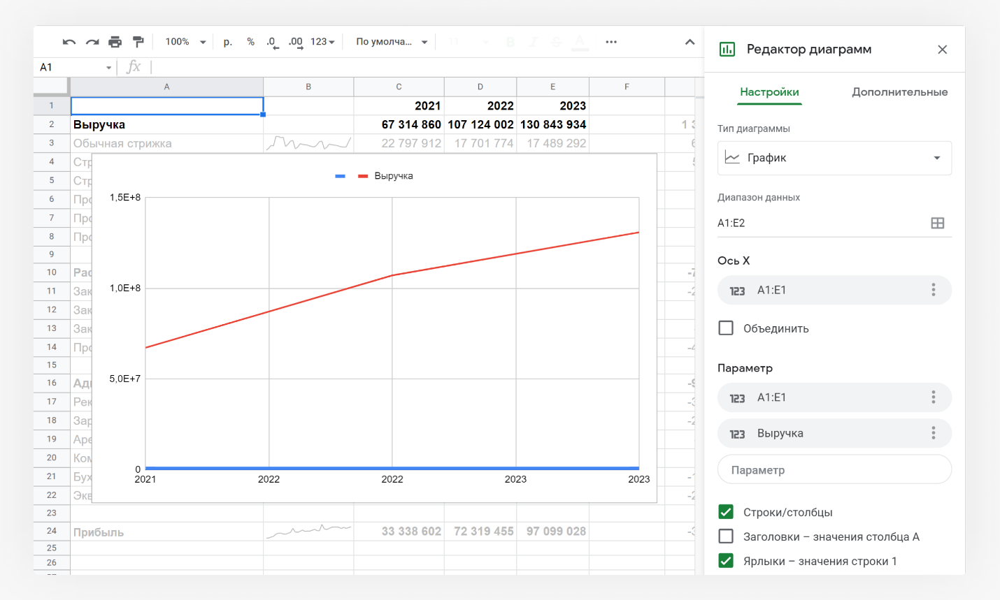 100% р. % .0 .00 123 По умолча...
A1 fx
A B C D E F
1 2021 2022 2023
2 Выручка 67 314 860 107 124 002 130 843 934 1 3
3 Обычная стрижка 22 797 912 17 701 774 17 489 292
4 Стр
5 Стр
6 Про
7 Про
8 Про
9
10 Рас
11 Зак
12 Зак
13 Зак
14 Про
15
16 Адм
17 Рек
18 Зар
19 Аре
20 Ком
21 Бух
22 Экв
23
24 Прибыль 33 338 602 72 319 455 97 099 028
25
26
Выручка
1,5E+8
1,0E+8
5,0E+7
0
2021 2022 2022 2023 2023
Редактор диаграмм
Настройки Дополнительные
Тип диаграммы
График
Диапазон данных
A1:E2
Ось X
123 A1:E1
Объединить
Параметр
123 A1:E1
123 Выручка
Параметр
Строки/столбцы
Заголовки – значения столбца A
Ярлыки – значения строки 1